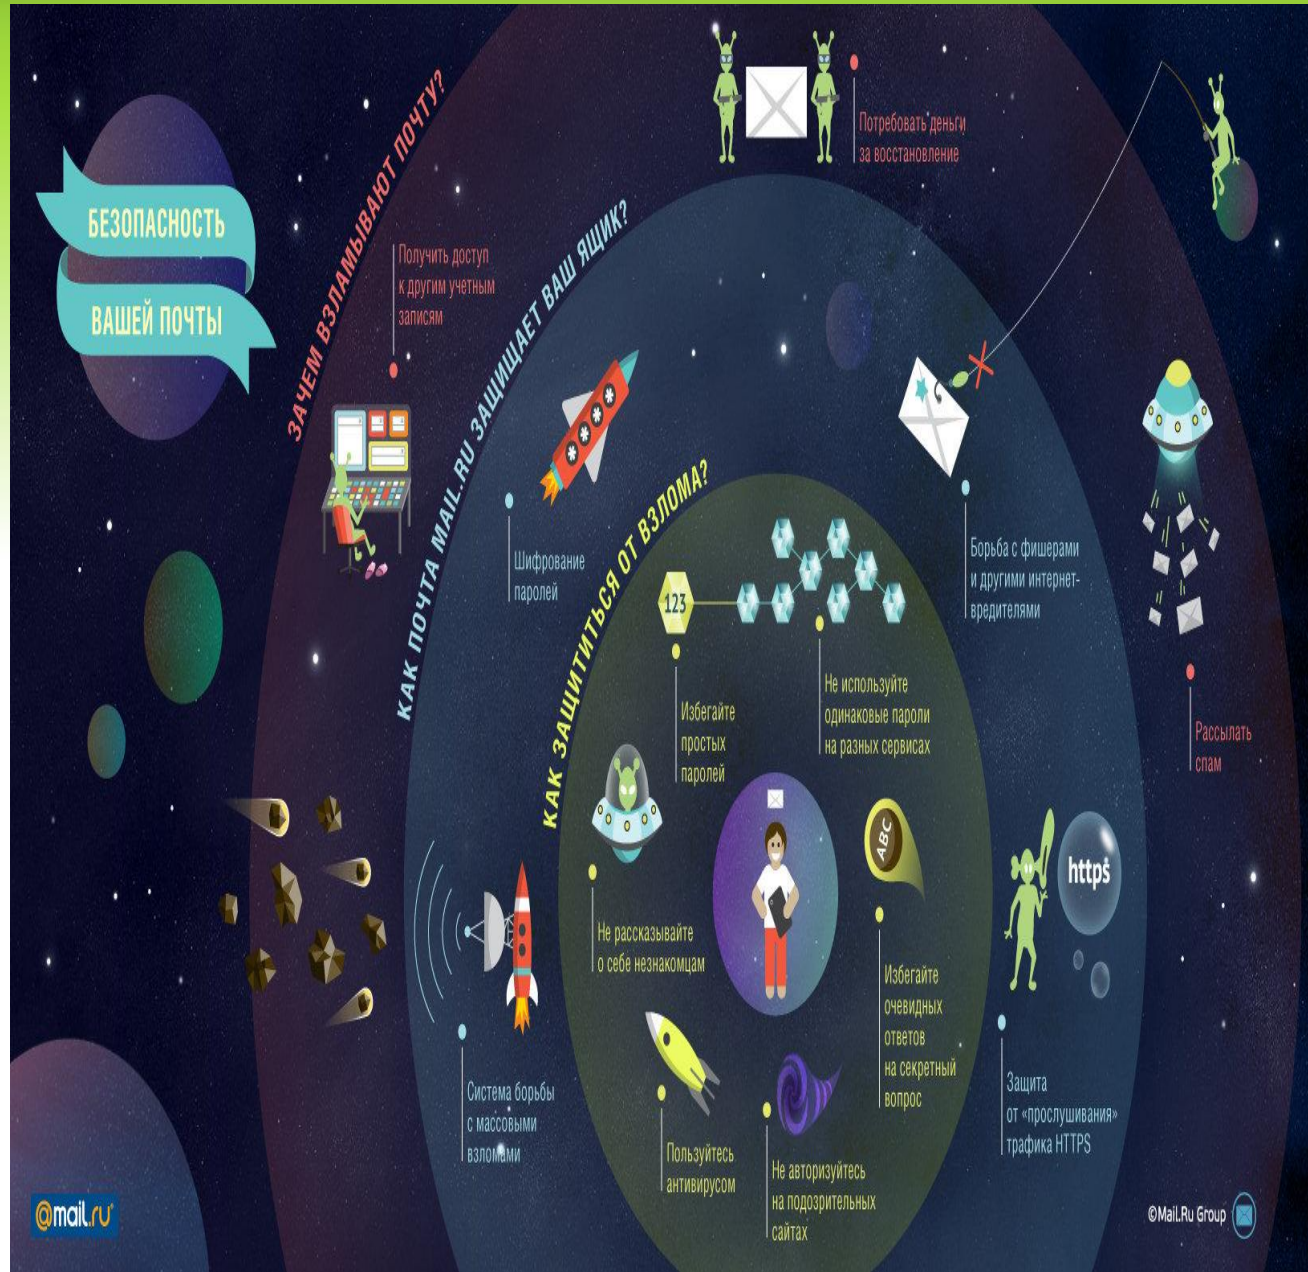 БЕЗОПАСНОСТЬ
ВАШЕЙ ПОЧТЫ
ЗАЧЕМ ВЗЛАМЫВАЮТ ПОЧТУ?
Получить доступ
к другим учетным
записям
Потребовать деньги
за восстановление
Рассылать
спам
КАК ПОЧТА MAIL.RU ЗАЩИЩАЕТ ВАШ ЯЩИК?
Шифрование
паролей
Борьба с фишерами
и другими интернет-
вредителями
Система борьбы
с массовыми
взломами
https
Защита
от «прослушивания»
трафика HTTPS
КАК ЗАЩИТИТЬСЯ ОТ ВЗЛОМА?
123
Избегайте
простых
паролей
Не используйте
одинаковые пароли
на разных сервисах
Не рассказывайте
о себе незнакомцам
ABC
Избегайте
очевидных
ответов
на секретный
вопрос
Пользуйтесь
антивирусом
Не авторизуйтесь
на подозрительных
сайтах
@mail.ru
©Mail.Ru Group